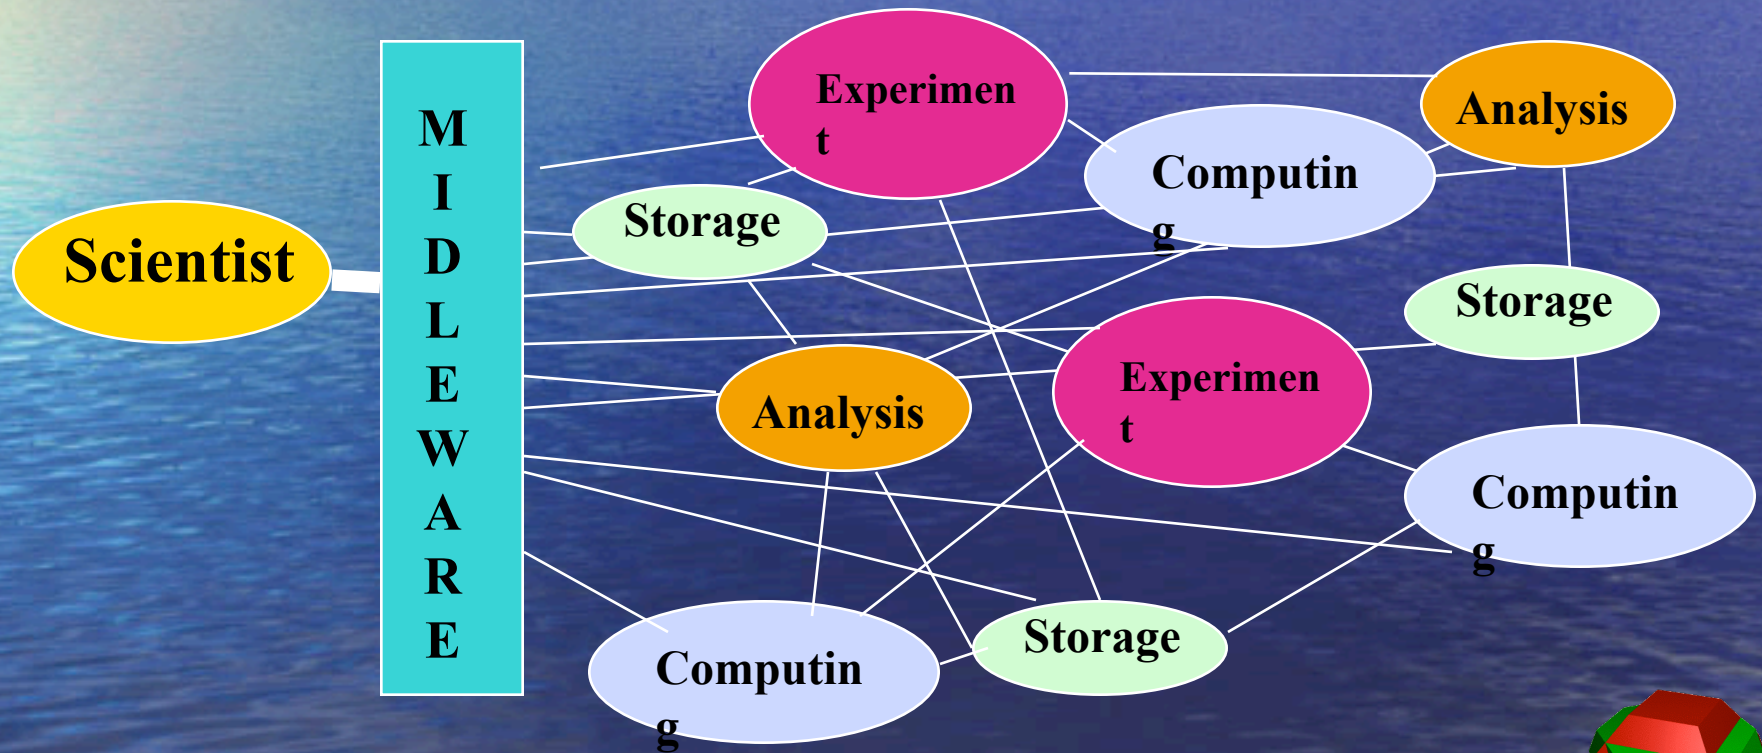 Scientist
M
I
D
L
E
W
A
R
E
Experimen
t
Storage
Computin
g
Analysis
Storage
Analysis
Experimen
t
Computin
g
Storage
Computin
g